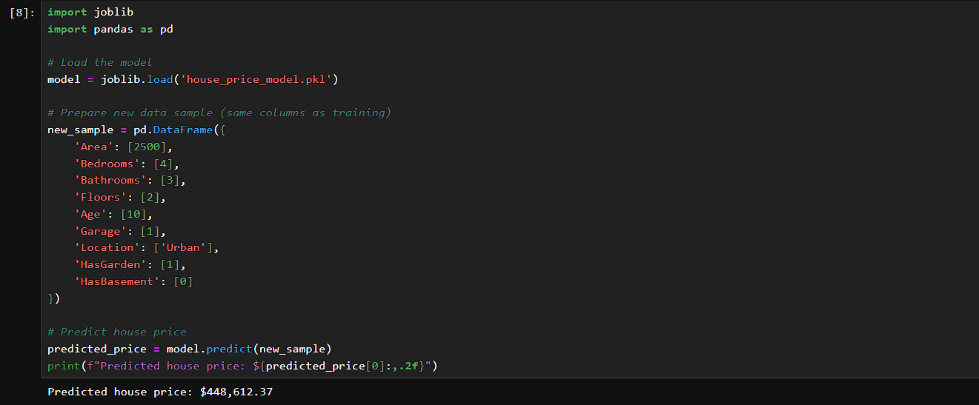 [8]: import joblib
import pandas as pd
# Load the model
model = joblib.load('house_price_model.pkl')
# Prepare new data sample (same columns as training)
new_sample = pd.DataFrame({
    'Area': [2500],
    'Bedrooms': [4],
    'Bathrooms': [3],
    'Floors': [2],
    'Age': [10],
    'Garage': [1],
    'Location': ['Urban'],
    'HasGarden': [1],
    'HasBasement': [0]
})
# Predict house price
predicted_price = model.predict(new_sample)
print(f"Predicted house price: ${predicted_price[0]:,.2f}")
Predicted house price: $448,612.37